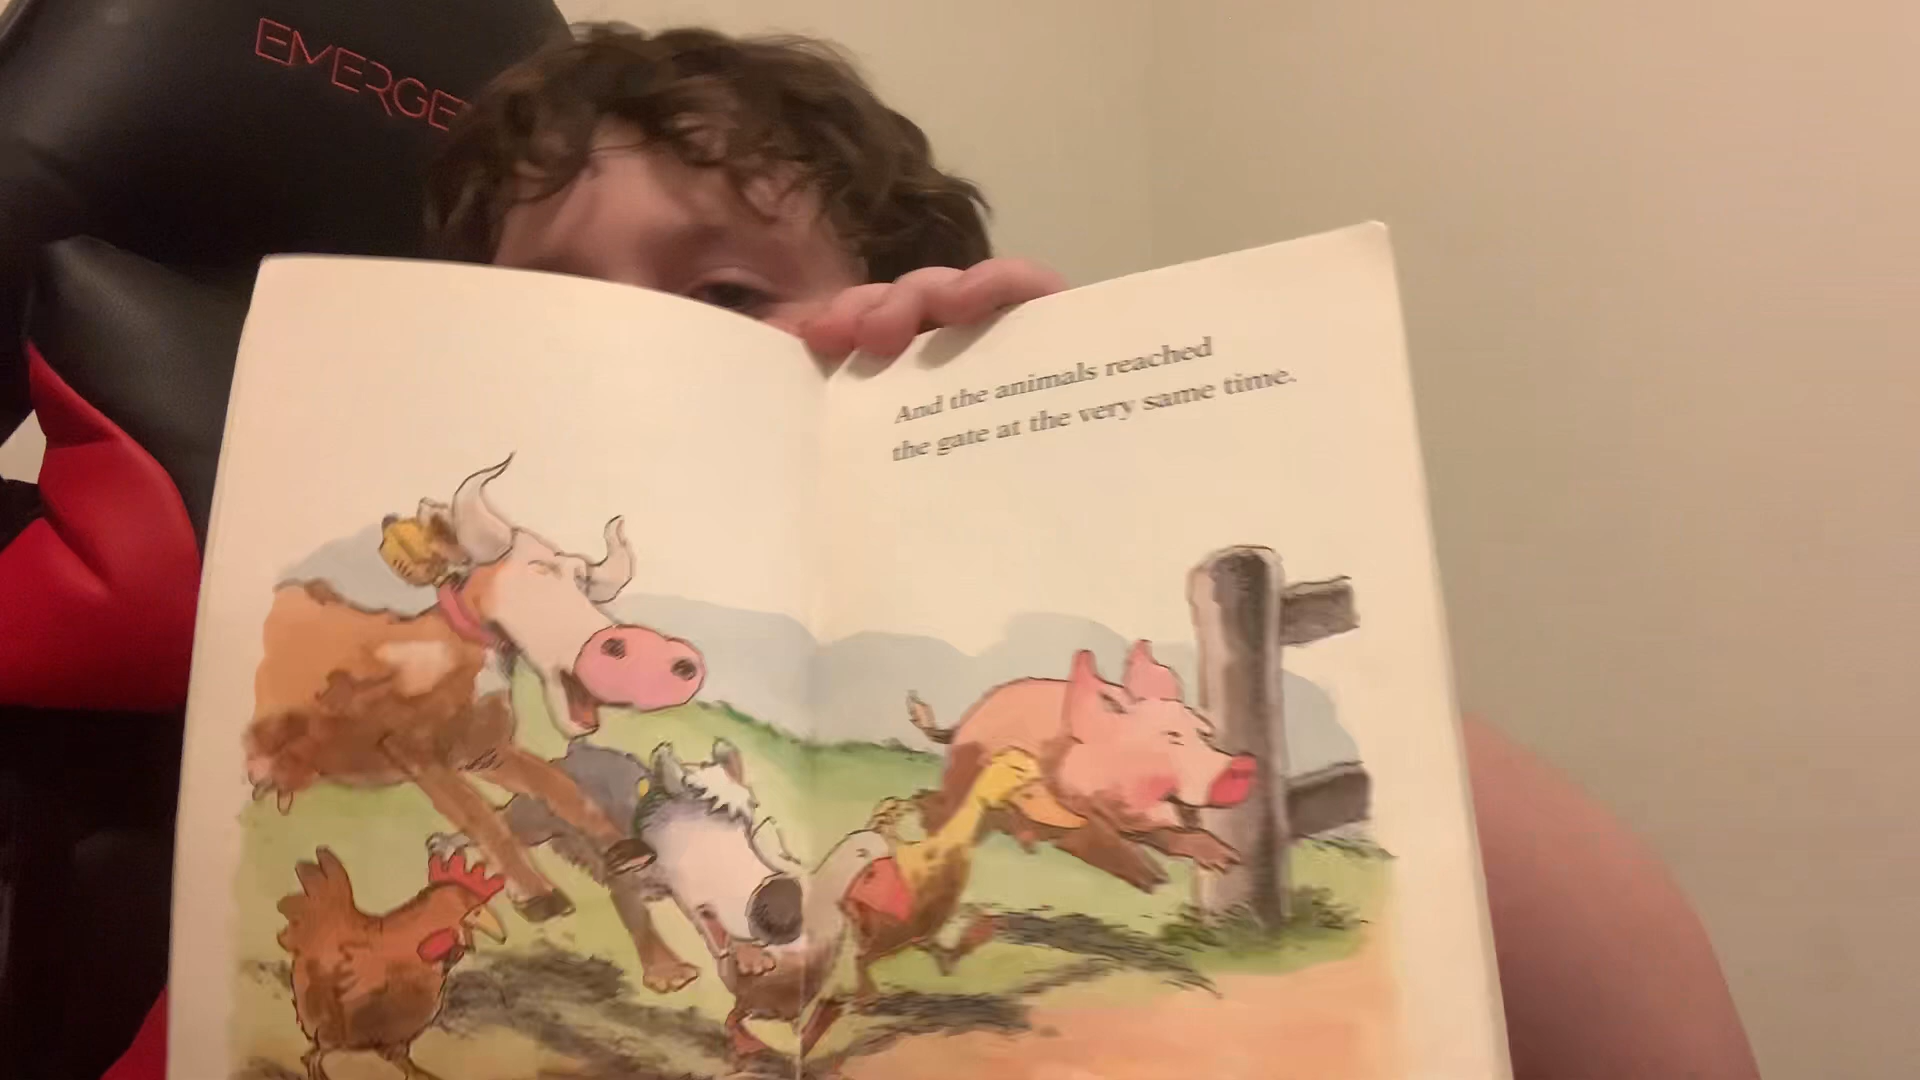 EMERGE
And the animals reached
the gate at the very same time.